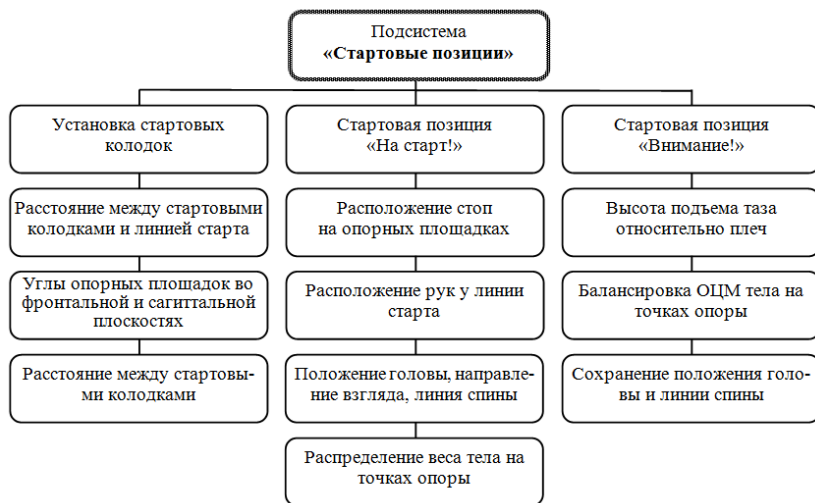 Подсистема
«Стартовые позиции»
Установка стартовых
колодок
Стартовая позиция
«На старт!»
Стартовая позиция
«Внимание!»
Расстояние между стартовыми
колодками и линией старта
Расположение стоп
на опорных площадках
Высота подъема таза
относительно плеч
Углы опорных площадок во
фронтальной и сагиттальной
плоскостях
Расположение рук у линии
старта
Балансировка ОЦМ тела на
точках опоры
Расстояние между стартовы-
ми колодками
Положение головы, направле-
ние взгляда, линия спины
Сохранение положения голо-
вы и линии спины
Распределение веса тела на
точках опоры